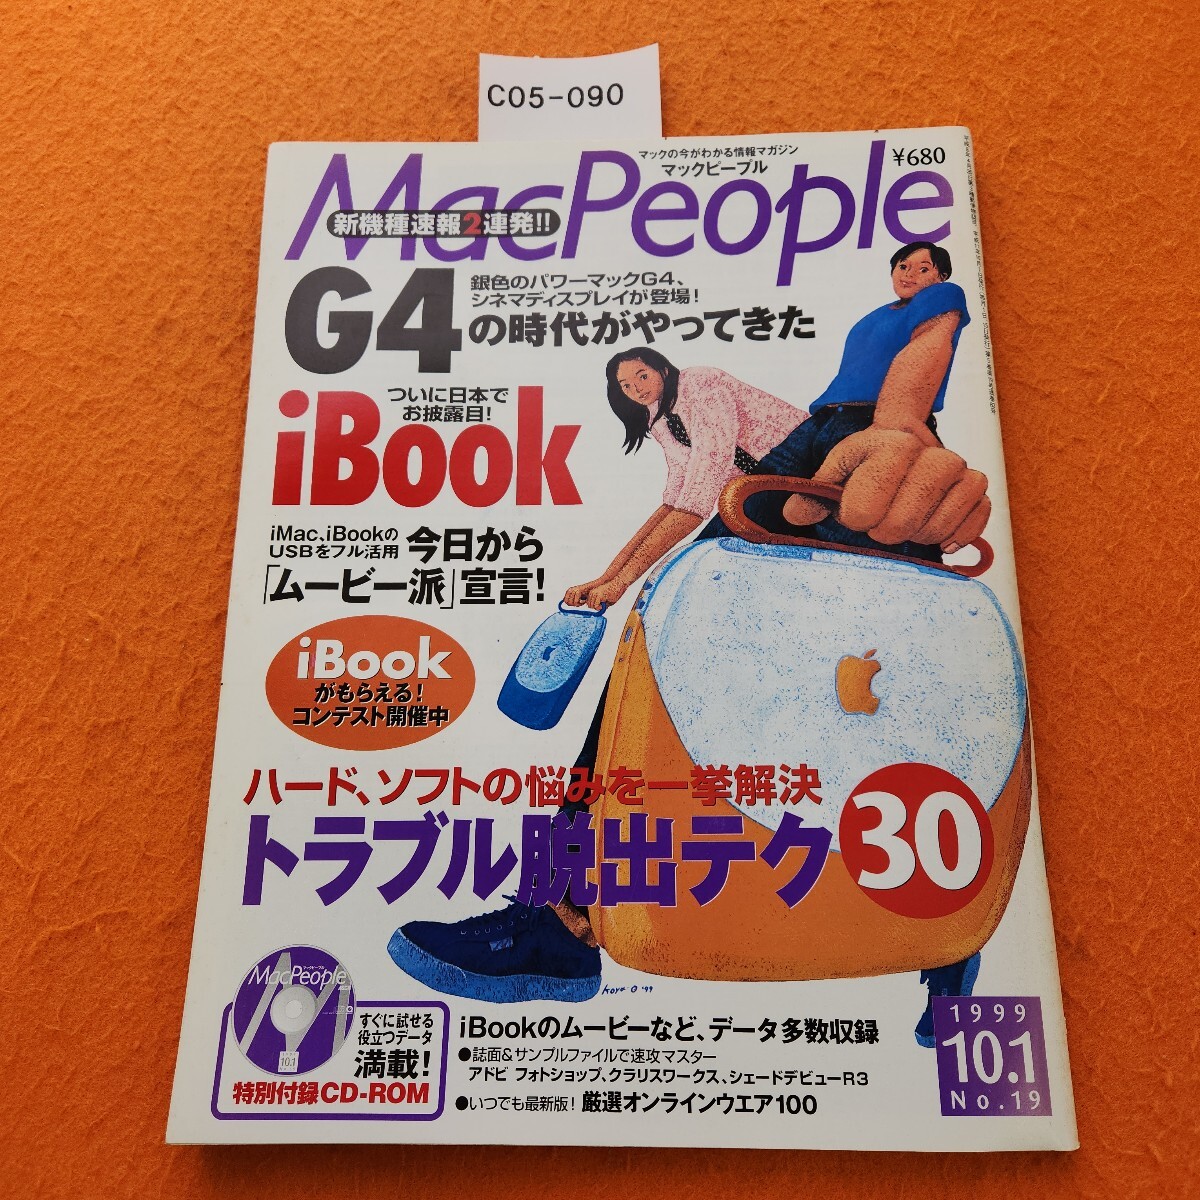 C05-090
マックの今がわかる情報マガジン
マックピープル
¥680
MacPeople
新機種速報2連発!!
G4
銀色のパワーマックG4、
シネマディスプレイが登場!
の時代がやってきた
ついに日本で
お披露目!
iBook
iMac、iBookの
USBをフル活用
今日から
「ムービー派」宣言!
iBook
がもらえる!
コンテスト開催中
ハード、ソフトの悩みを一挙解決
トラブル脱出テク30
MacPeople
10.1
すぐに試せる
役立つデータ
満載!
特別付録CD-ROM
iBookのムービーなど、データ多数収録
●誌面&サンプルファイルで速攻マスター
アドビ フォトショップ、クラリスワークス、シェードデビューR3
●いつでも最新版! 厳選オンラインウエア100
1999
10.1
No.19